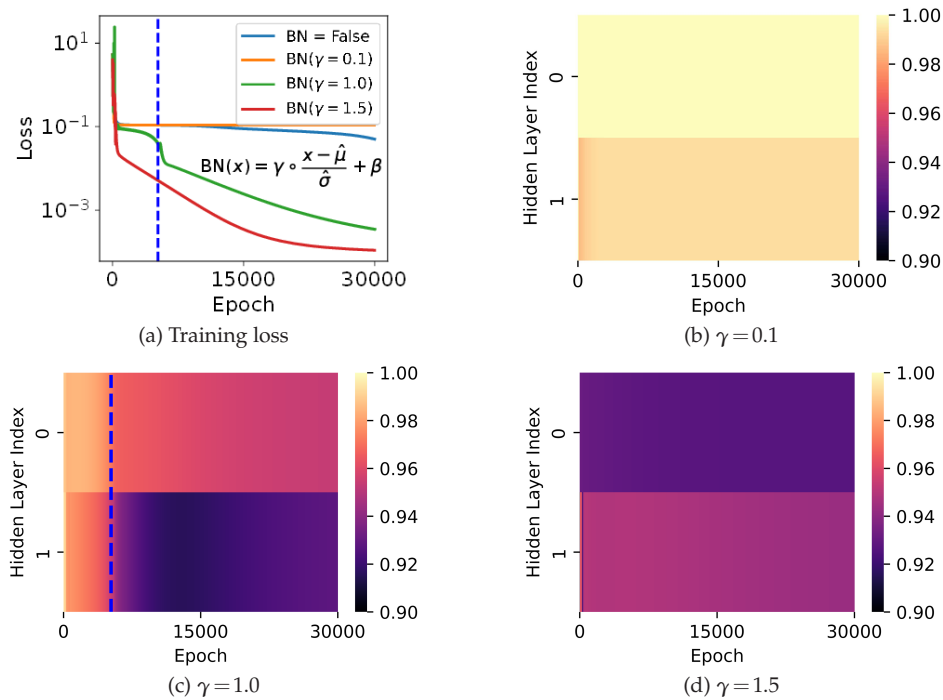 Loss
10¹
10⁻¹
10⁻³
BN = False
BN(γ = 0.1)
BN(γ = 1.0)
BN(γ = 1.5)
BN(x) = γ ∘ (x − μ̂)/σ̂ + β
0 15000 30000
Epoch
(a) Training loss
Hidden Layer Index
0
1
0 15000 30000
Epoch
1.00
0.98
0.96
0.94
0.92
0.90
(b) γ = 0.1
Hidden Layer Index
0
1
0 15000 30000
Epoch
1.00
0.98
0.96
0.94
0.92
0.90
(c) γ = 1.0
Hidden Layer Index
0
1
0 15000 30000
Epoch
1.00
0.98
0.96
0.94
0.92
0.90
(d) γ = 1.5